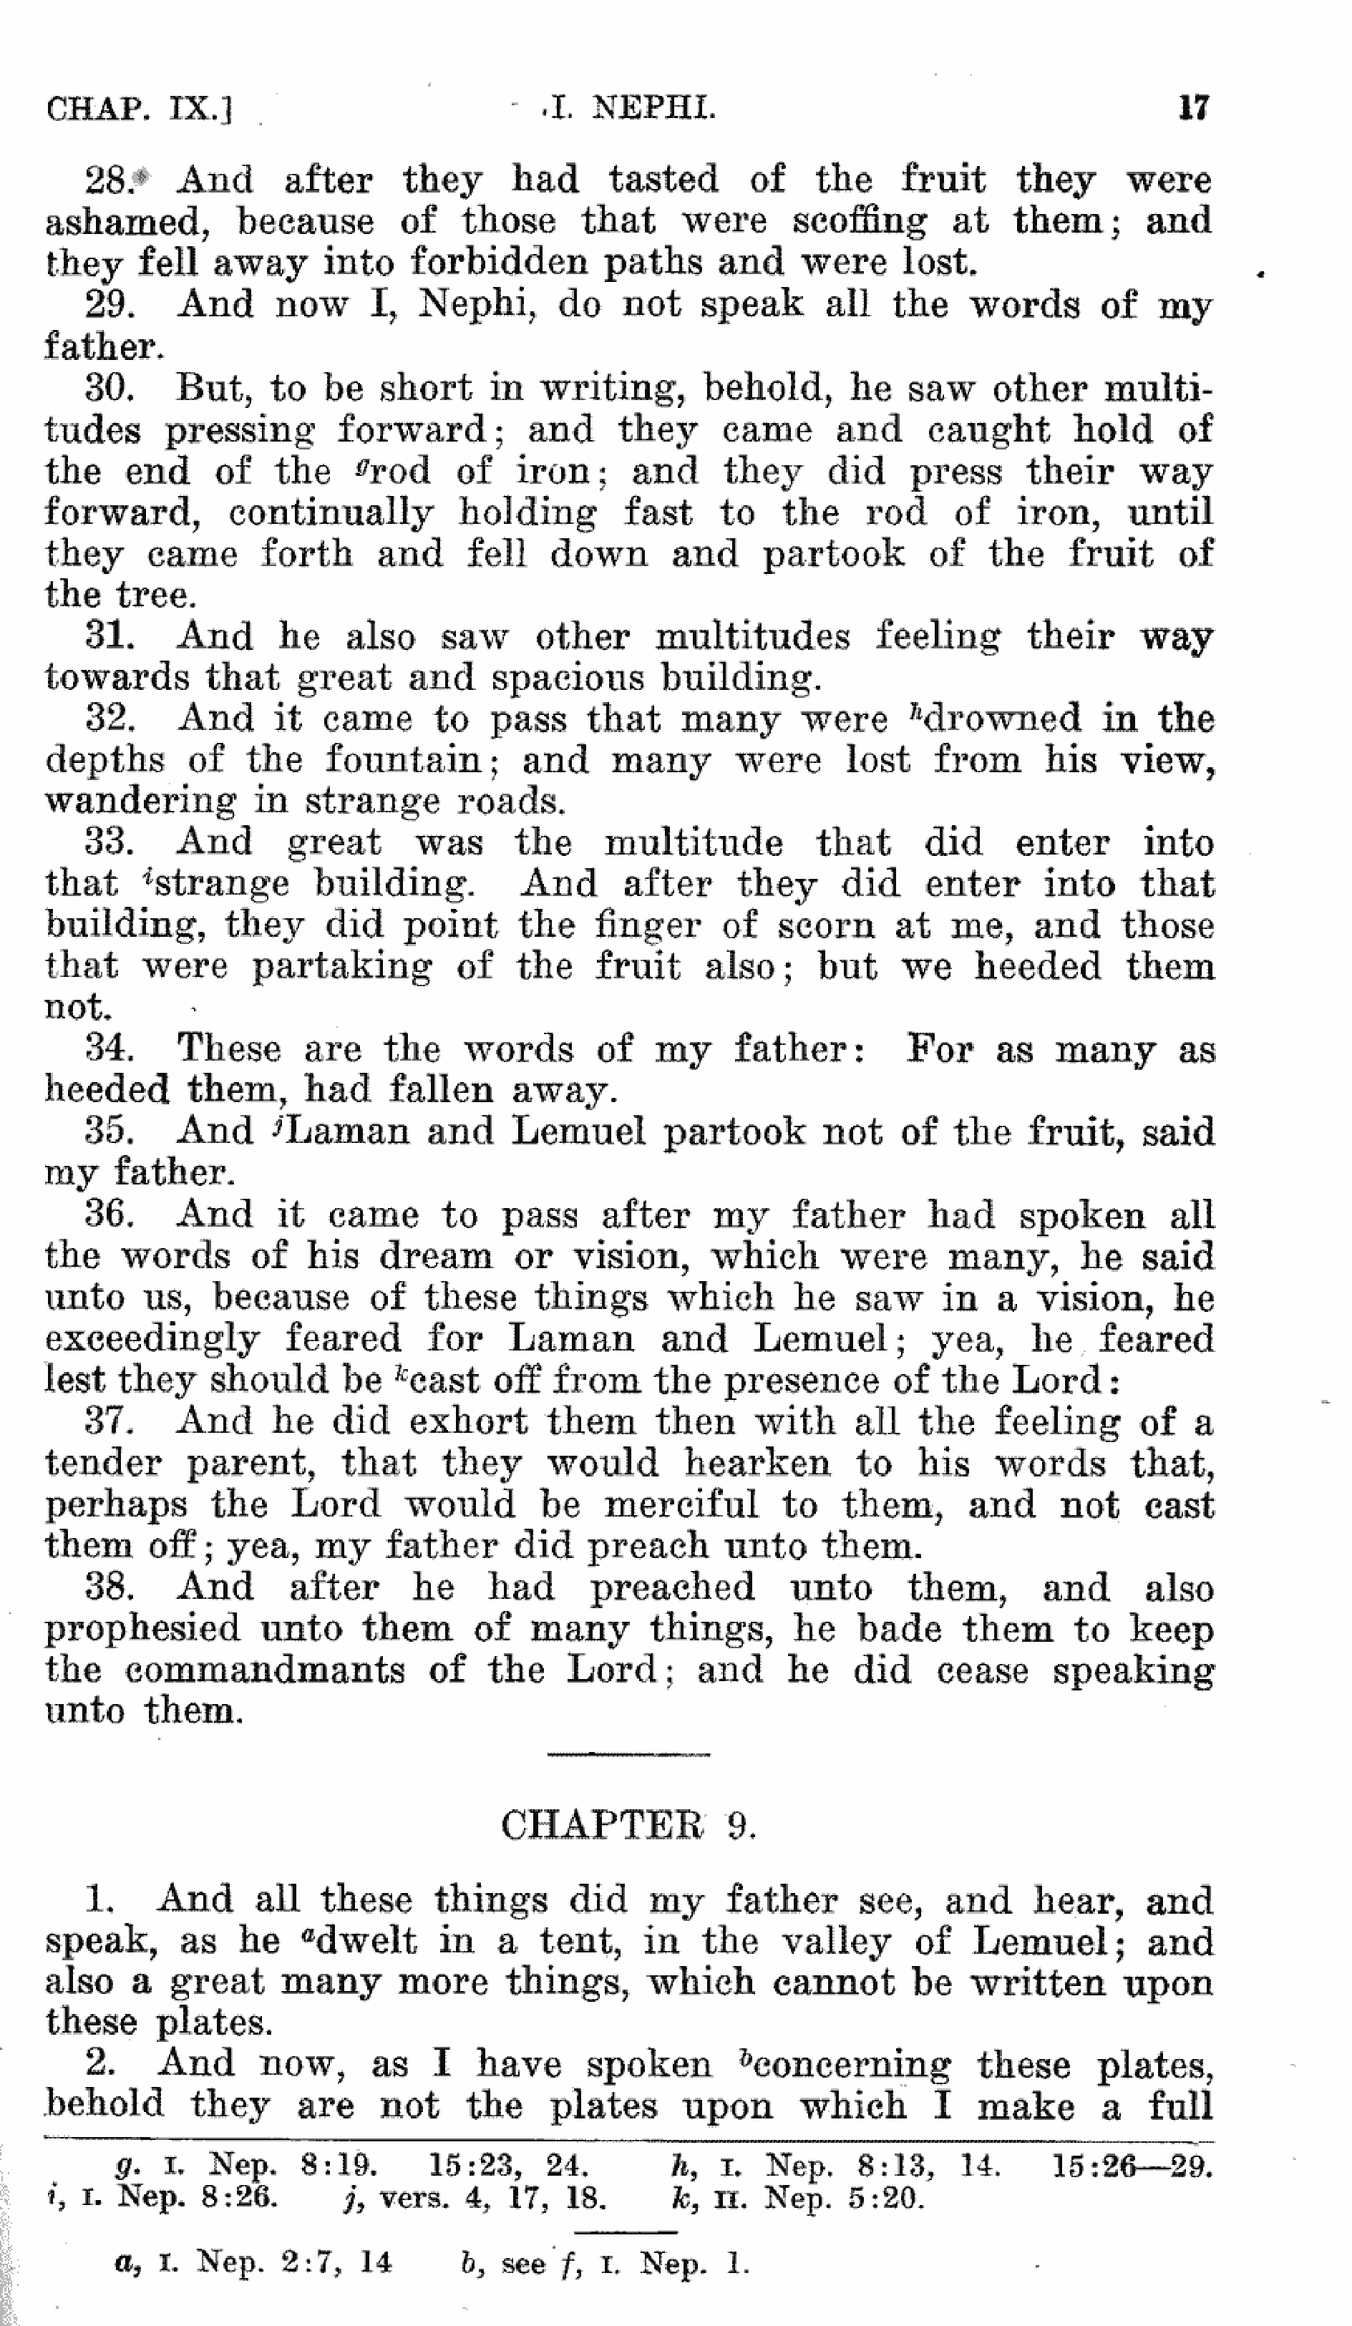 CHAP. IX.] I. NEPHI. 17
28. And after they had tasted of the fruit they were
ashamed, because of those that were scoffing at them; and
they fell away into forbidden paths and were lost.
29. And now I, Nephi, do not speak all the words of my
father.
30. But, to be short in writing, behold, he saw other multi-
tudes pressing forward; and they came and caught hold of
the end of the grod of iron; and they did press their way
forward, continually holding fast to the rod of iron, until
they came forth and fell down and partook of the fruit of
the tree.
31. And he also saw other multitudes feeling their way
towards that great and spacious building.
32. And it came to pass that many were hdrowned in the
depths of the fountain; and many were lost from his view,
wandering in strange roads.
33. And great was the multitude that did enter into
that istrange building. And after they did enter into that
building, they did point the finger of scorn at me, and those
that were partaking of the fruit also; but we heeded them
not.
34. These are the words of my father: For as many as
heeded them, had fallen away.
35. And jLaman and Lemuel partook not of the fruit, said
my father.
36. And it came to pass after my father had spoken all
the words of his dream or vision, which were many, he said
unto us, because of these things which he saw in a vision, he
exceedingly feared for Laman and Lemuel; yea, he feared
lest they should be kcast off from the presence of the Lord:
37. And he did exhort them then with all the feeling of a
tender parent, that they would hearken to his words that,
perhaps the Lord would be merciful to them, and not cast
them off; yea, my father did preach unto them.
38. And after he had preached unto them, and also
prophesied unto them of many things, he bade them to keep
the commandmants of the Lord; and he did cease speaking
unto them.
CHAPTER 9.
1. And all these things did my father see, and hear, and
speak, as he adwelt in a tent, in the valley of Lemuel; and
also a great many more things, which cannot be written upon
these plates.
2. And now, as I have spoken bconcerning these plates,
behold they are not the plates upon which I make a full
g. I. Nep. 8:19. 15:23, 24. h, I. Nep. 8:13, 14. 15:26—29.
i, I. Nep. 8:26. j, vers. 4, 17, 18. k, II. Nep. 5:20.
a, I. Nep. 2:7, 14 b, see f, I. Nep. 1.